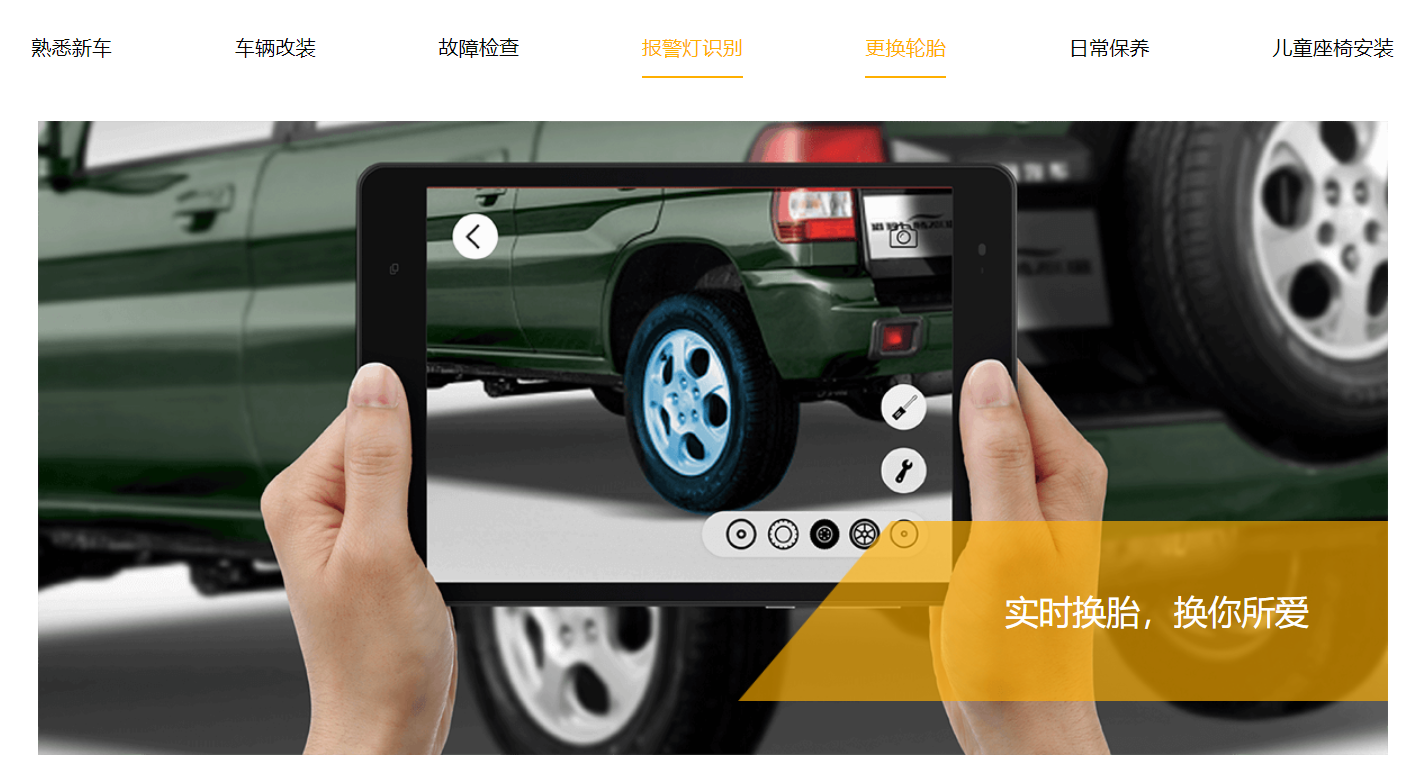 熟悉新车
车辆改装
故障检查
报警灯识别
更换轮胎
日常保养
儿童座椅安装
实时换胎，换你所爱